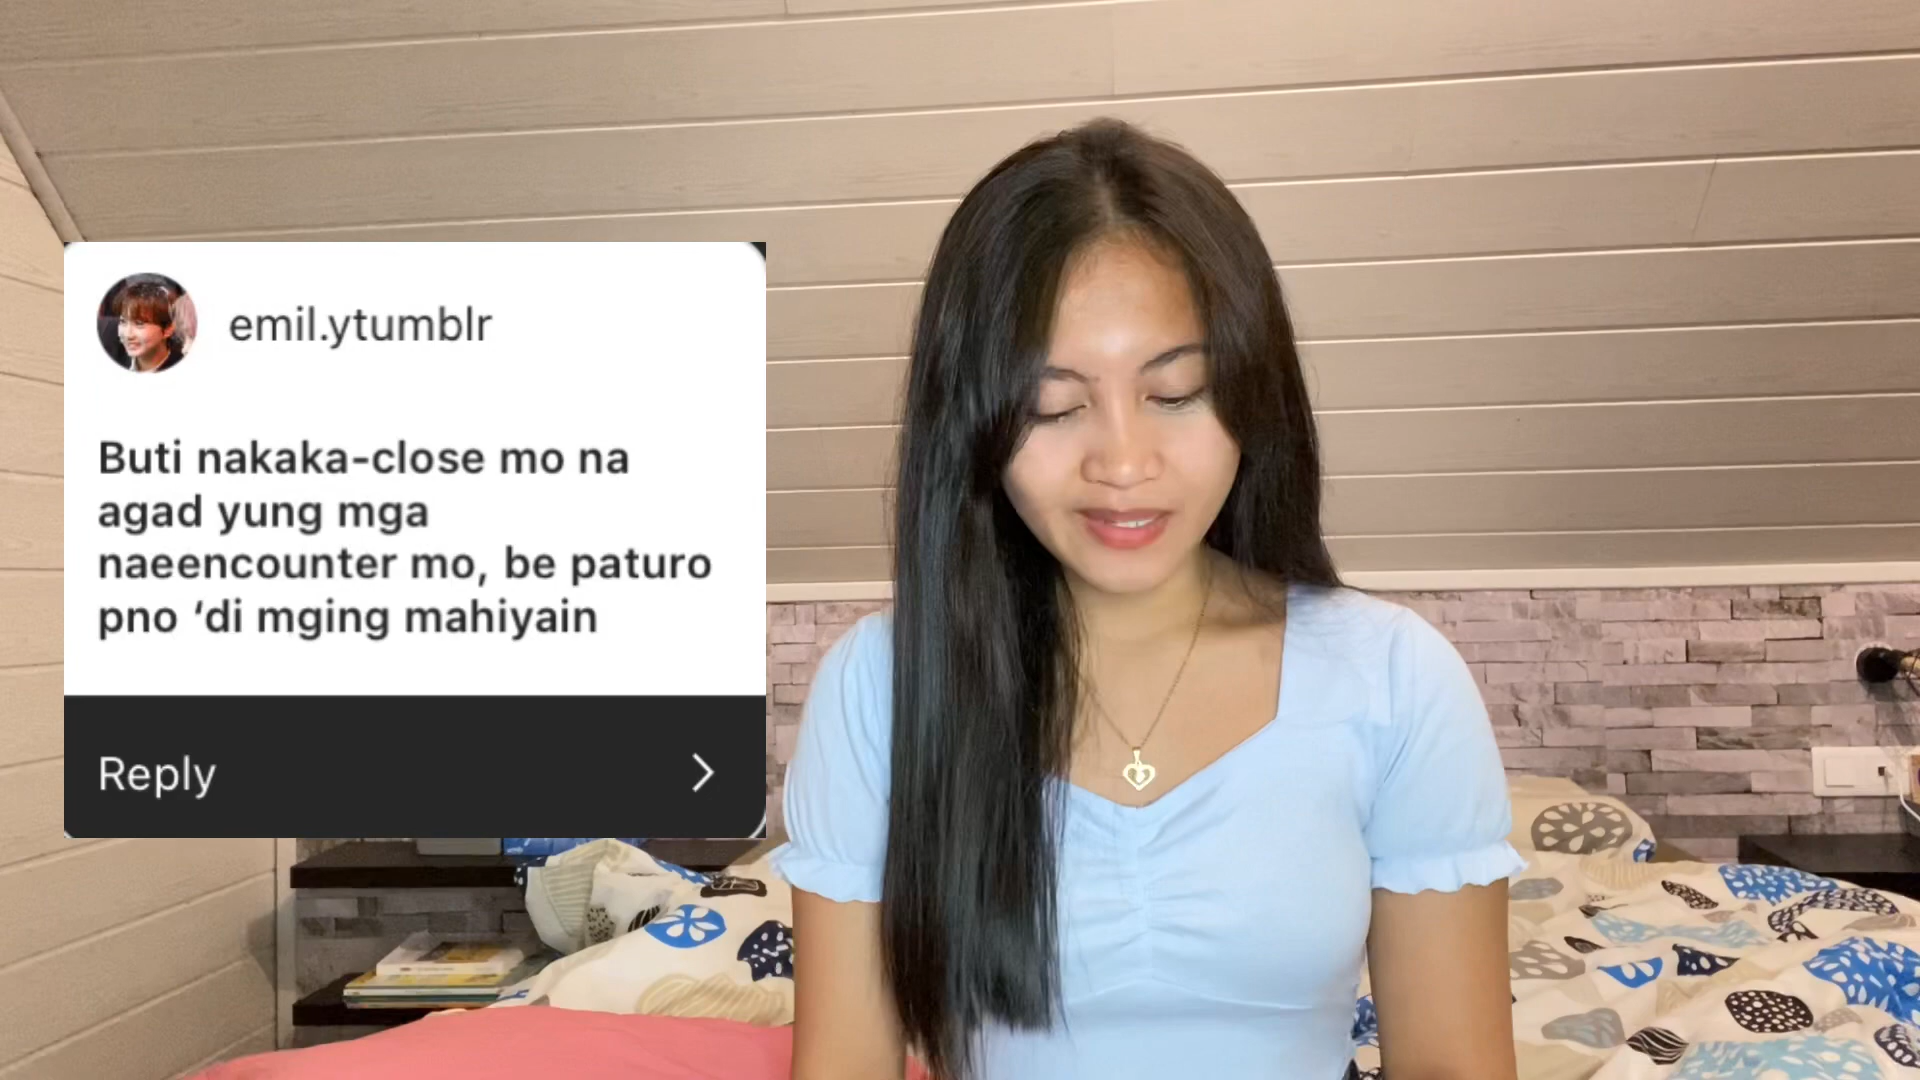 emil.ytumblr
Buti nakaka-close mo na
agad yung mga
naeencounter mo, be paturo
pno ‘di mging mahiyain
Reply